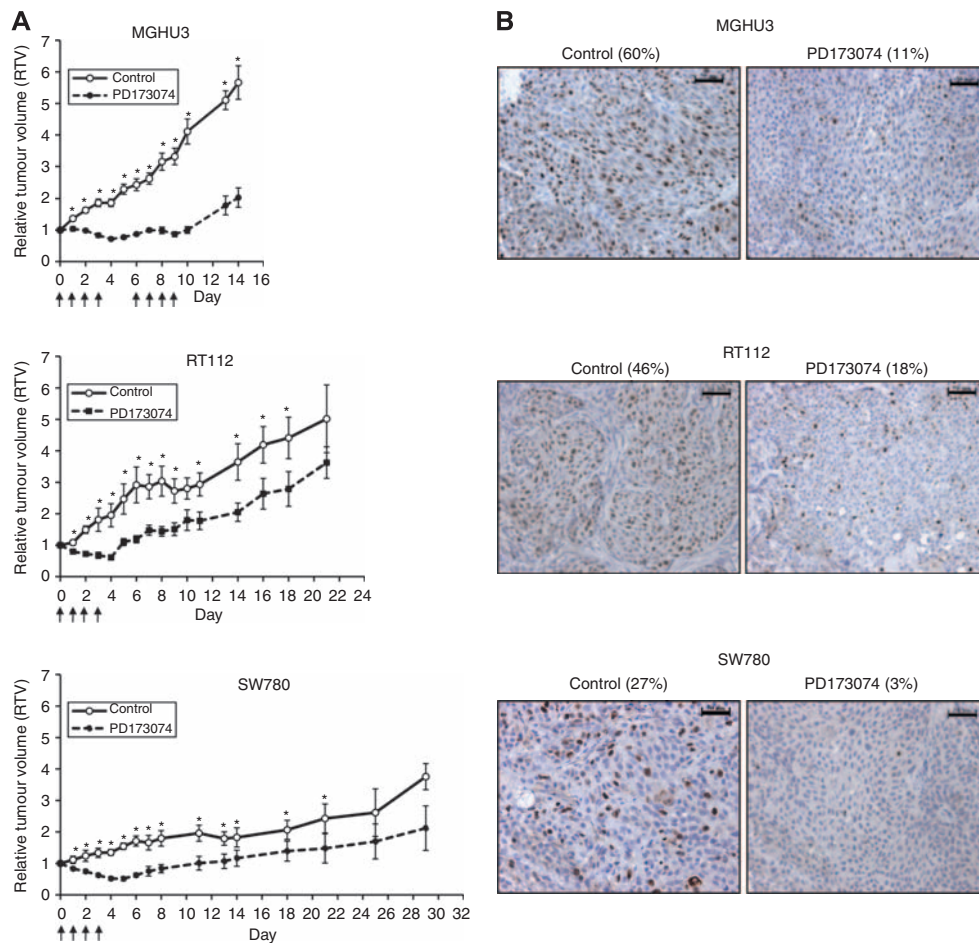 A
MGHU3
Relative tumour volume (RTV)
7
6
5
4
3
2
1
0
Control
PD173074
* * * * * * * * * * * *
0 2 4 6 8 10 12 14 16
Day
RT112
Relative tumour volume (RTV)
7
6
5
4
3
2
1
0
Control
PD173074
* * * * * * * * * * * * *
0 2 4 6 8 10 12 14 16 18 20 22 24
Day
SW780
Relative tumour volume (RTV)
7
6
5
4
3
2
1
0
Control
PD173074
* * * * * * * * * * * * *
0 2 4 6 8 10 12 14 16 18 20 22 24 26 28 30 32
Day
B
MGHU3
Control (60%) PD173074 (11%)
RT112
Control (46%) PD173074 (18%)
SW780
Control (27%) PD173074 (3%)